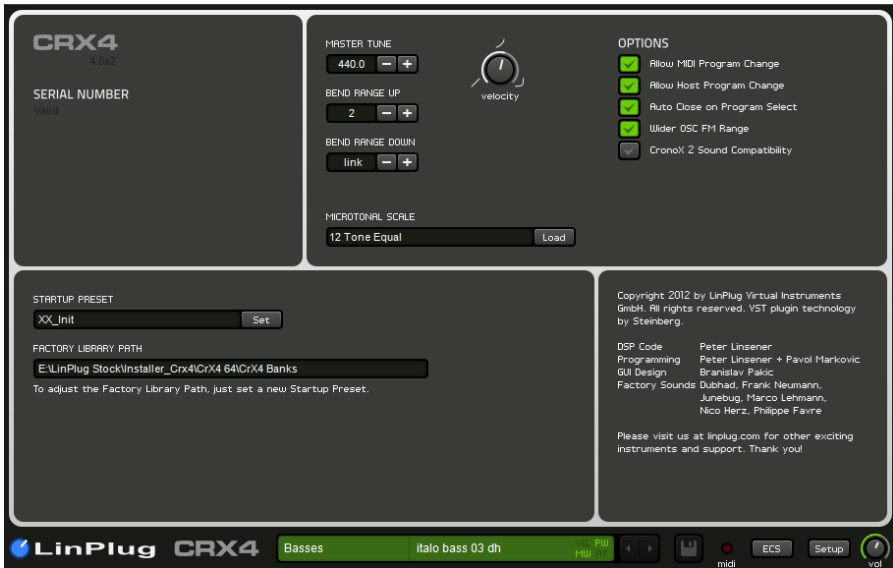 CRX4
4.0a2
SERIAL NUMBER
Valid
MASTER TUNE
440.0 − +
BEND RANGE UP
2 − +
BEND RANGE DOWN
link − +
velocity
MICROTONAL SCALE
12 Tone Equal Load
OPTIONS
Allow MIDI Program Change
Allow Host Program Change
Auto Close on Program Select
Wider OSC FM Range
CronoX 2 Sound Compatibility
STARTUP PRESET
XX_Init Set
FACTORY LIBRARY PATH
E:\LinPlug Stock\Installer_Crx4\CrX4 64\CrX4 Banks
To adjust the Factory Library Path, just set a new Startup Preset.
Copyright 2012 by LinPlug Virtual Instruments
GmbH. All rights reserved. VST plugin technology
by Steinberg.
DSP Code Peter Linsener
Programming Peter Linsener + Pavol Markovic
GUI Design Branislav Pakic
Factory Sounds Dubhad, Frank Neumann,
Junebug, Marco Lehmann,
Nico Herz, Philippe Favre
Please visit us at linplug.com for other exciting
instruments and support. Thank you!
LinPlug CRX4 Basses italo bass 03 dh VEL PW
MW AT
midi ECS Setup vol